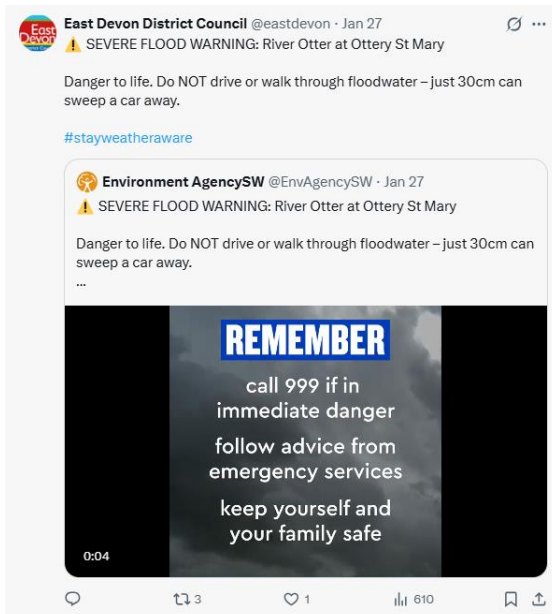 East Devon
East Devon District Council @eastdevon · Jan 27
⚠️ SEVERE FLOOD WARNING: River Otter at Ottery St Mary
Danger to life. Do NOT drive or walk through floodwater – just 30cm can
sweep a car away.
#stayweatheraware
Environment AgencySW @EnvAgencySW · Jan 27
⚠️ SEVERE FLOOD WARNING: River Otter at Ottery St Mary
Danger to life. Do NOT drive or walk through floodwater – just 30cm can
sweep a car away.
...
REMEMBER
call 999 if in
immediate danger
follow advice from
emergency services
keep yourself and
your family safe
0:04
3 1 610